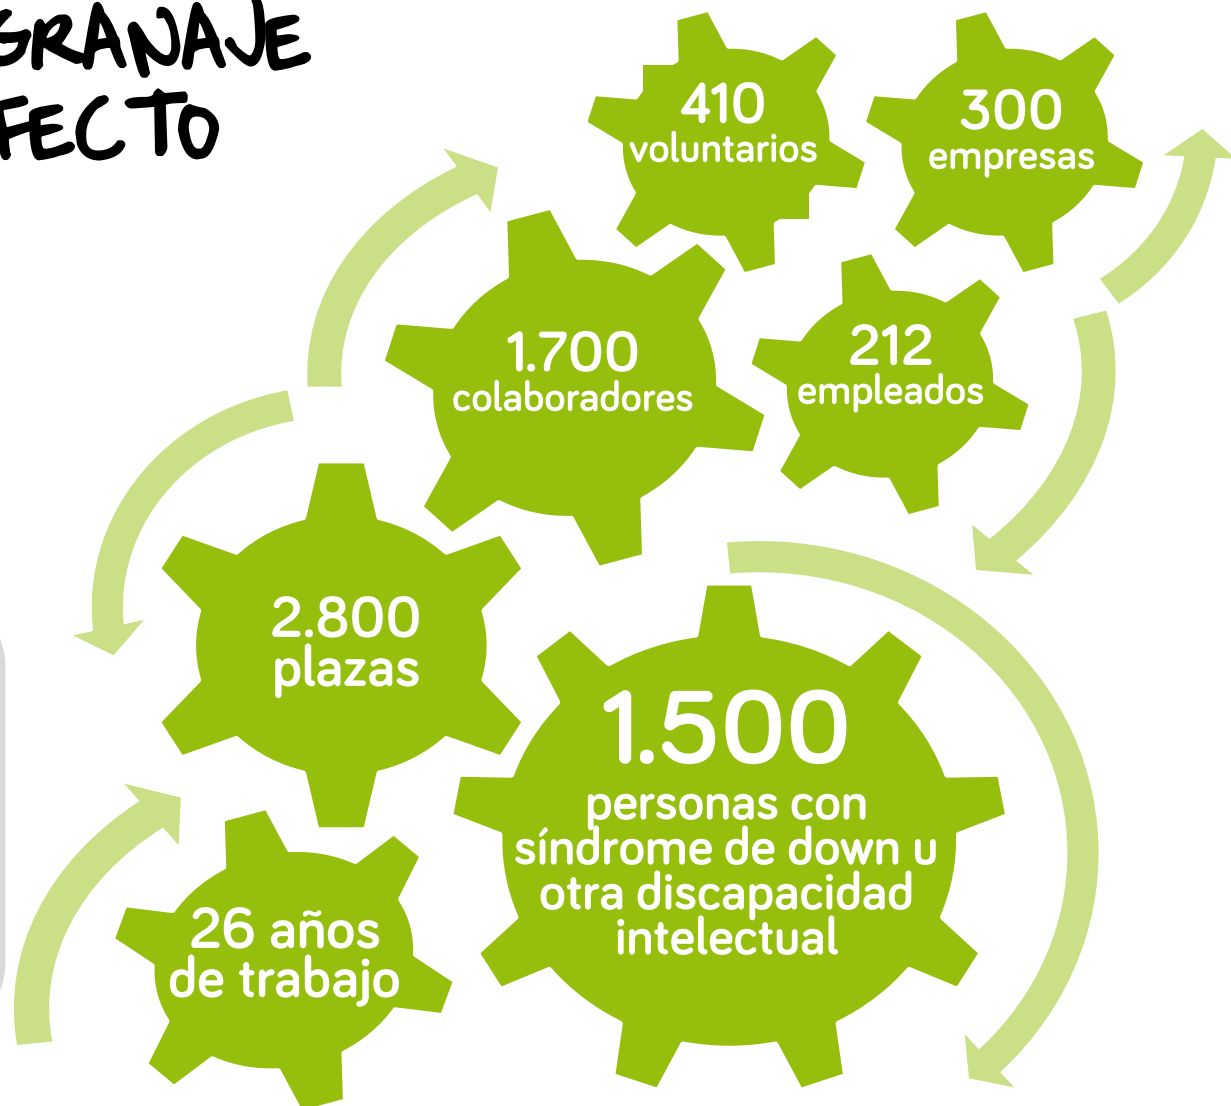 GRANAJE
FECTO
410
voluntarios
300
empresas
1.700
colaboradores
212
empleados
2.800
plazas
1.500
personas con
síndrome de down u
otra discapacidad
intelectual
26 años
de trabajo